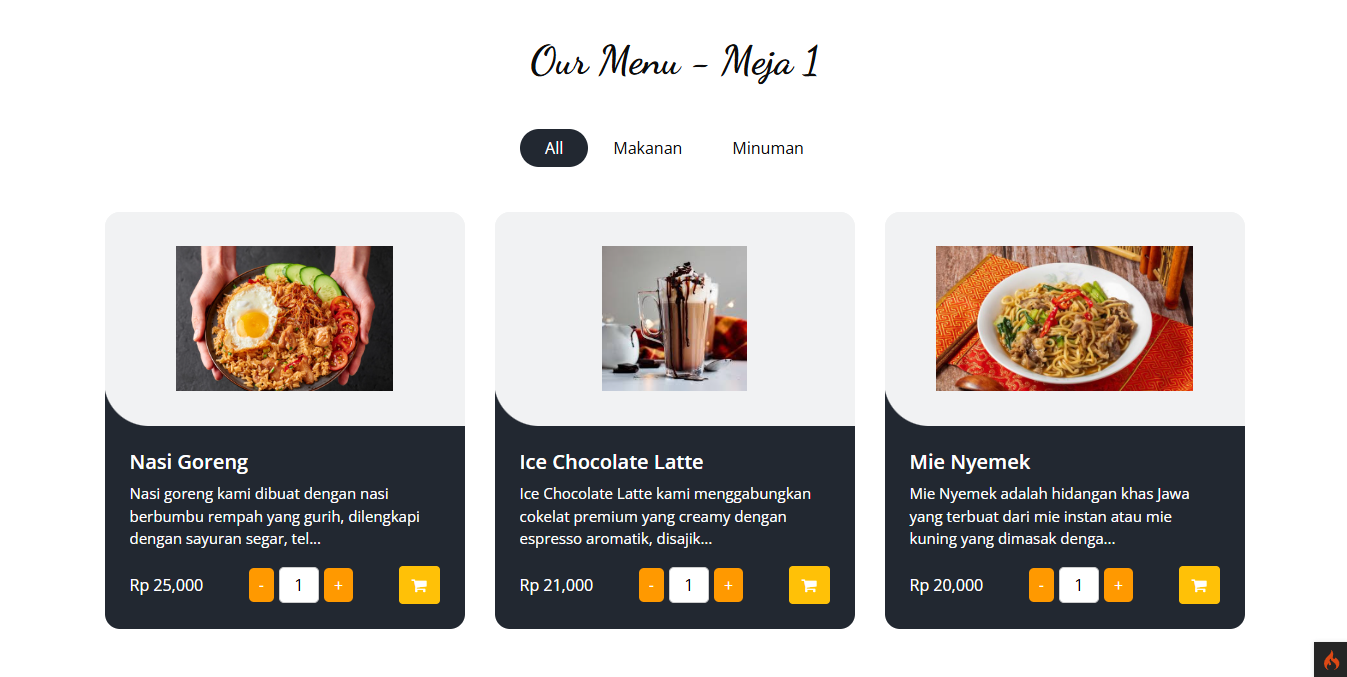 Our Menu - Meja 1
All Makanan Minuman
Nasi Goreng
Nasi goreng kami dibuat dengan nasi
berbumbu rempah yang gurih, dilengkapi
dengan sayuran segar, tel...
Rp 25,000 - 1 +
Ice Chocolate Latte
Ice Chocolate Latte kami menggabungkan
cokelat premium yang creamy dengan
espresso aromatik, disajik...
Rp 21,000 - 1 +
Mie Nyemek
Mie Nyemek adalah hidangan khas Jawa
yang terbuat dari mie instan atau mie
kuning yang dimasak denga...
Rp 20,000 - 1 +